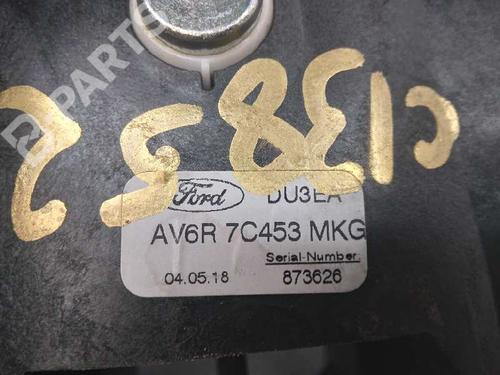 B-PARTS
C13852
Ford DU3EA
AV6R 7C453 MKG
Serial-Number:
04.05.18 873626